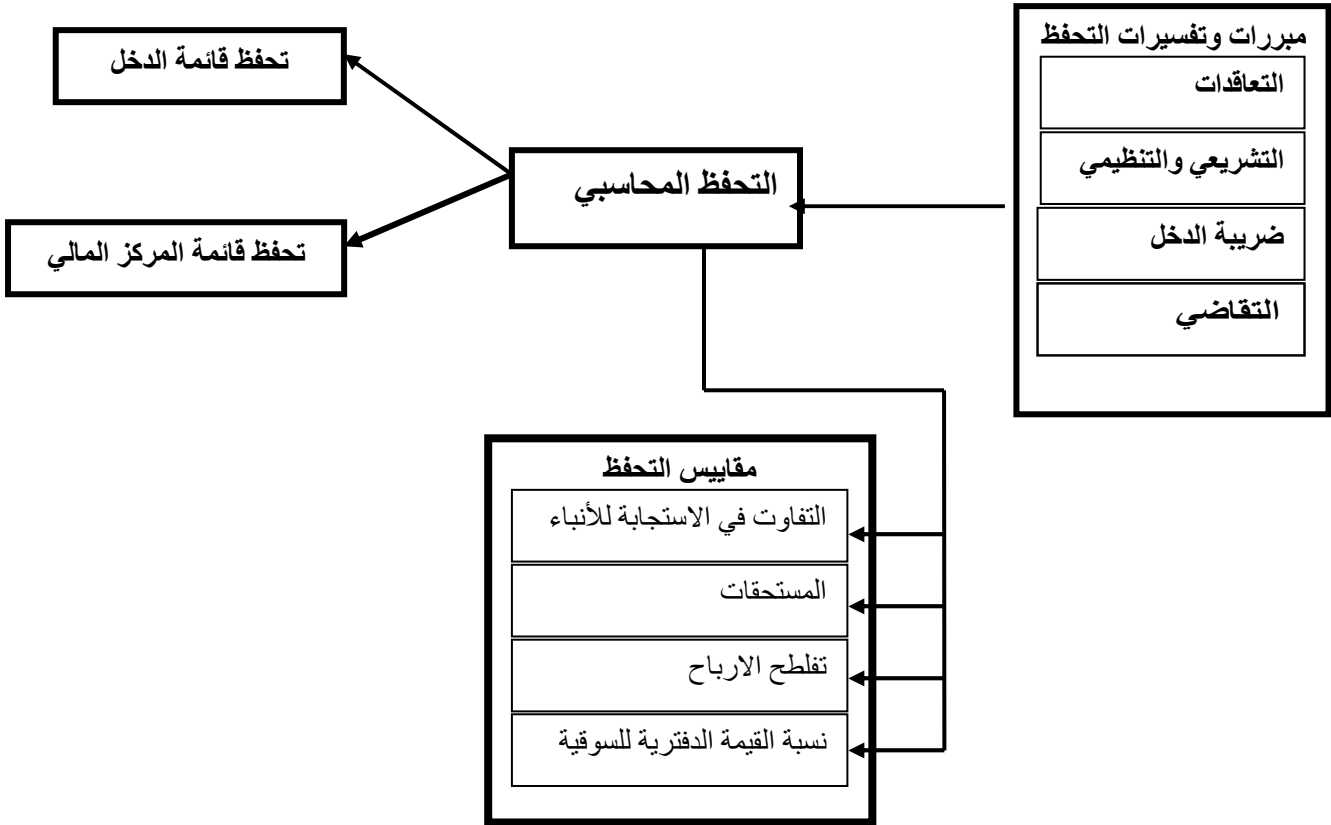 مبررات وتفسيرات التحفظ
التعاقدات
التشريعي والتنظيمي
ضريبة الدخل
التقاضي
التحفظ المحاسبي
تحفظ قائمة الدخل
تحفظ قائمة المركز المالي
مقاييس التحفظ
التفاوت في الاستجابة للأنباء
المستحقات
تفلطح الارباح
نسبة القيمة الدفترية للسوقية